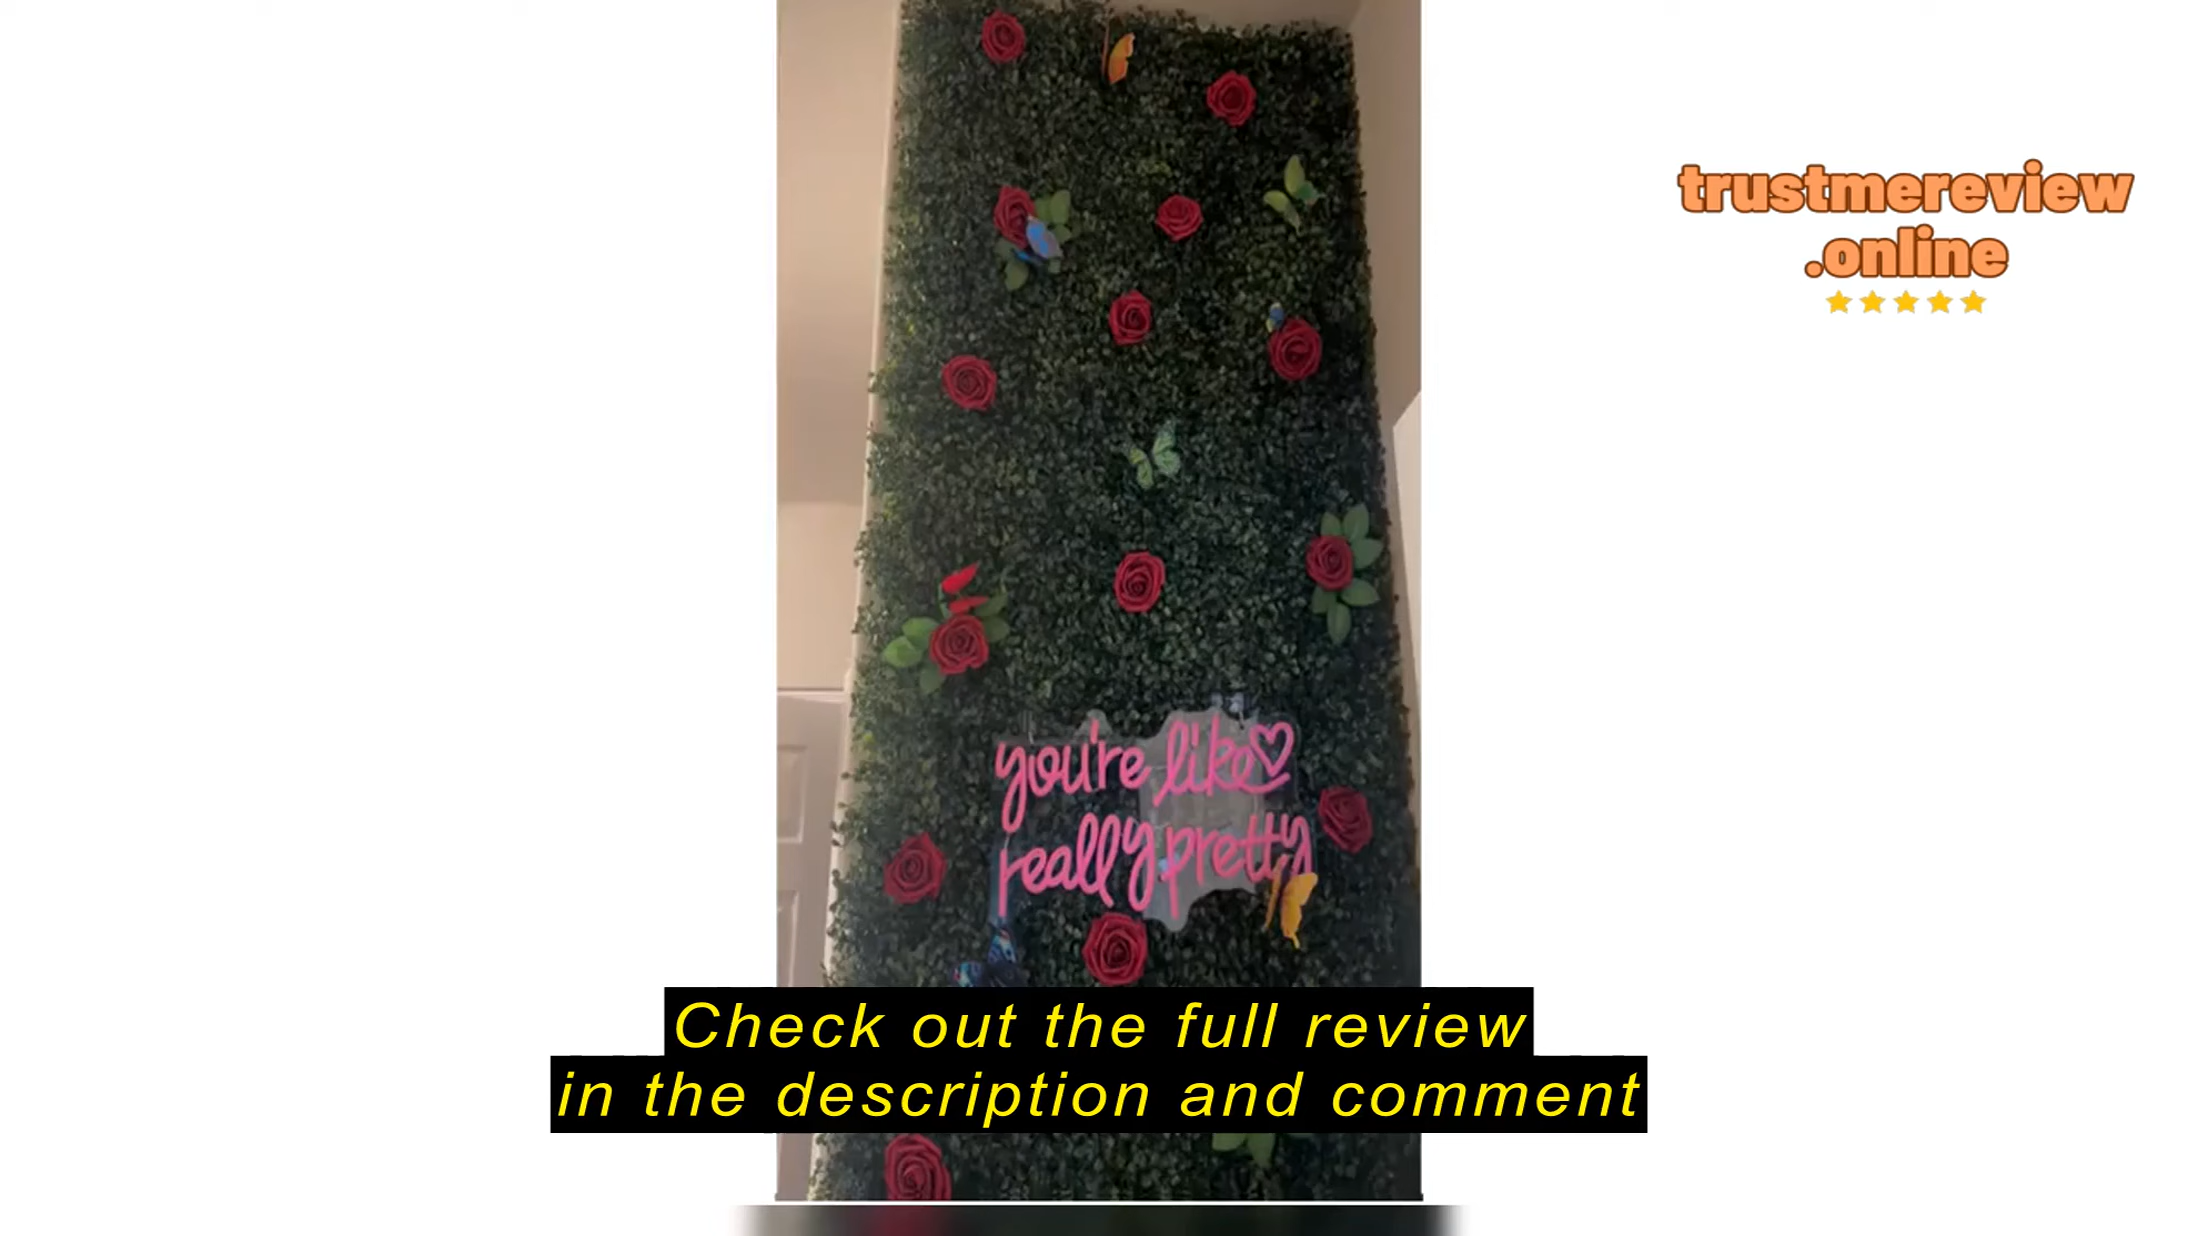 trustmereview
.online
you're like
really pretty
Check out the full review
in the description and comment